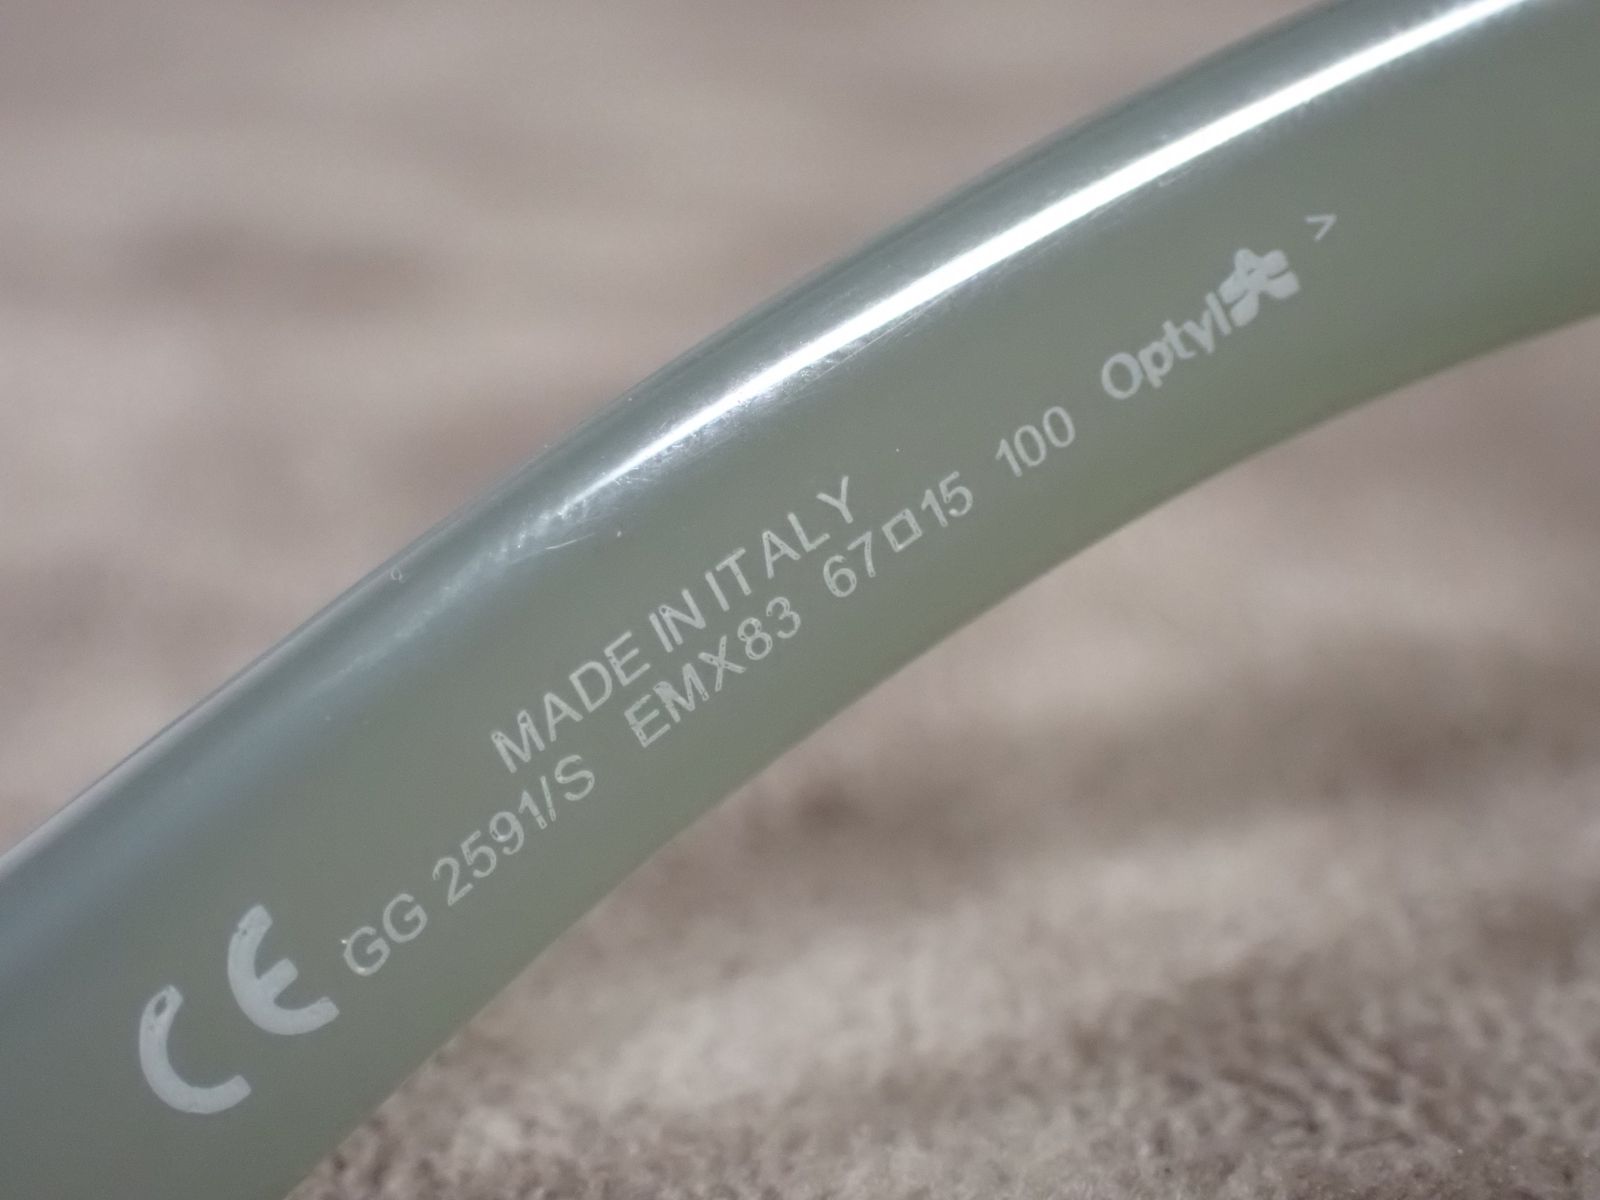 MADE IN ITALY
CE GG 2591/S EMX83 67□15 100 Optyl >